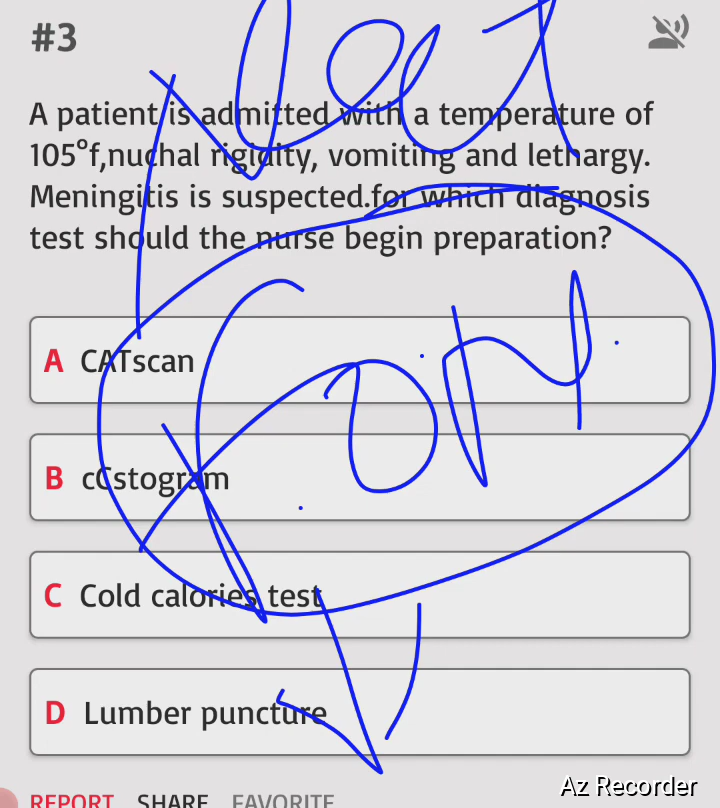 #3
A patient is admitted with a temperature of
105°f,nuchal rigidity, vomiting and lethargy.
Meningitis is suspected.for which diagnosis
test should the nurse begin preparation?
A CATscan
B cCstogram
C Cold calories test
D Lumber puncture
REPORT SHARE FAVORITE
Az Recorder